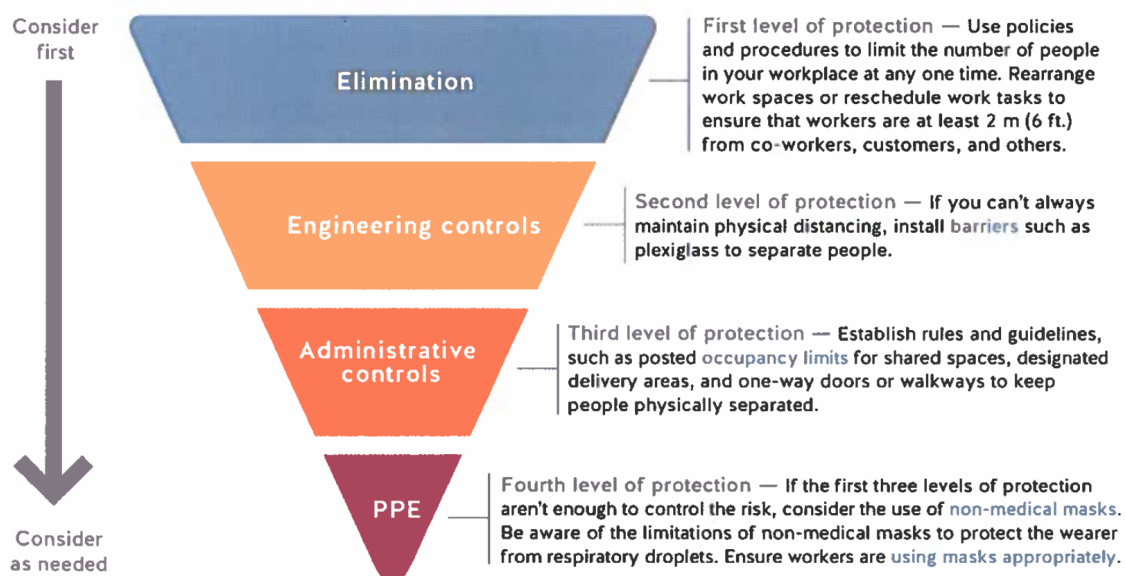 Consider
first
Elimination
First level of protection — Use policies
and procedures to limit the number of people
in your workplace at any one time. Rearrange
work spaces or reschedule work tasks to
ensure that workers are at least 2 m (6 ft.)
from co-workers, customers, and others.
Engineering controls
Second level of protection — If you can't always
maintain physical distancing, install barriers such as
plexiglass to separate people.
Administrative
controls
Third level of protection — Establish rules and guidelines,
such as posted occupancy limits for shared spaces, designated
delivery areas, and one-way doors or walkways to keep
people physically separated.
PPE
Fourth level of protection — If the first three levels of protection
aren't enough to control the risk, consider the use of non-medical masks.
Be aware of the limitations of non-medical masks to protect the wearer
from respiratory droplets. Ensure workers are using masks appropriately.
Consider
as needed